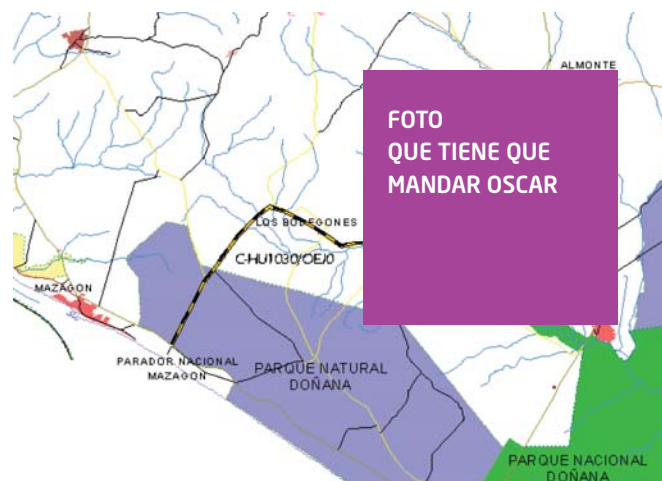 ALMONTE
FOTO
QUE TIENE QUE
MANDAR OSCAR
LOS BODEGONES
C-HU1030/OEJ0
MAZAGON
PARADOR NACIONAL
MAZAGON
PARQUE NATURAL
DOÑANA
PARQUE NACIONAL
DOÑANA